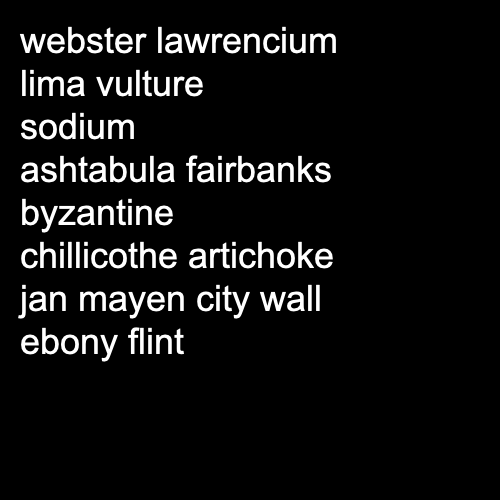 webster lawrencium
lima vulture
sodium
ashtabula fairbanks
byzantine
chillicothe artichoke
jan mayen city wall
ebony flint